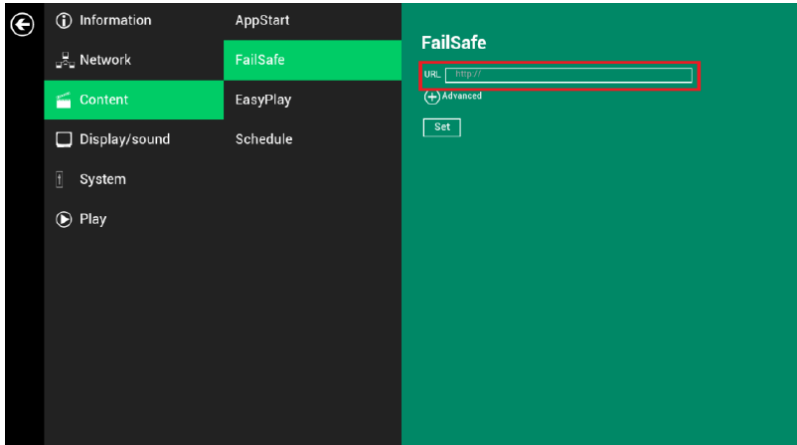 Information
Network
Content
Display/sound
System
Play
AppStart
FailSafe
EasyPlay
Schedule
FailSafe
URL http://
Advanced
Set